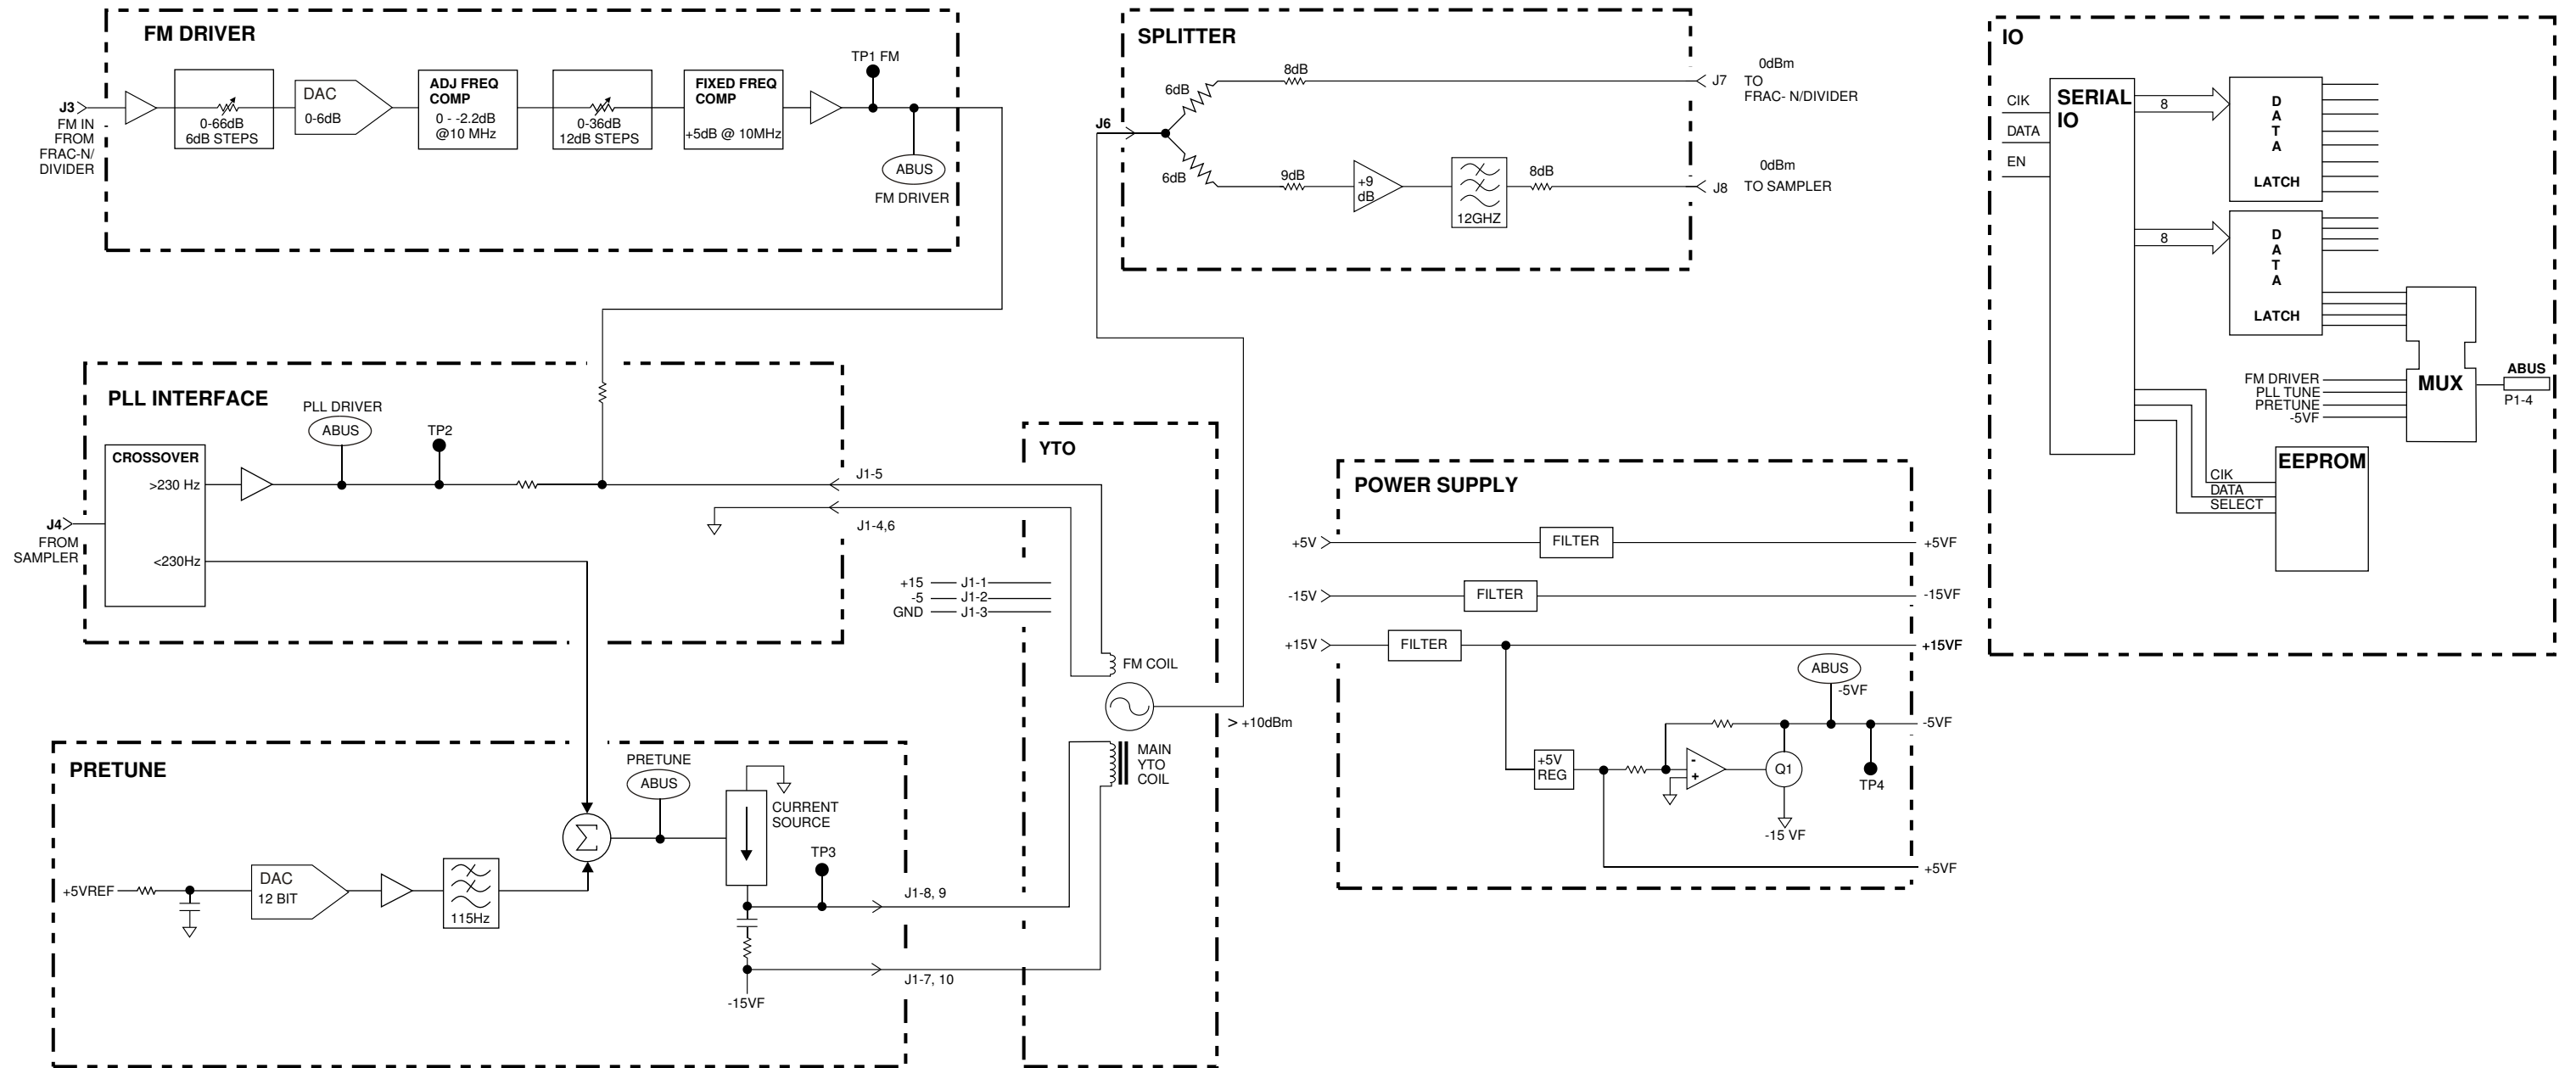 FM DRIVER
J3
FM IN
FROM
FRAC-N/
DIVIDER
0-66dB
6dB STEPS
DAC
0-6dB
ADJ FREQ
COMP
0 - -2.2dB
@10 MHz
0-36dB
12dB STEPS
FIXED FREQ
COMP
+5dB @ 10MHz
TP1 FM
ABUS
FM DRIVER
SPLITTER
J6
6dB
6dB
8dB
9dB
+9
dB
12GHZ
8dB
0dBm
J7
TO
FRAC- N/DIVIDER
0dBm
J8
TO SAMPLER
IO
CIK
DATA
EN
SERIAL
IO
8
D
A
T
A
LATCH
8
D
A
T
A
LATCH
FM DRIVER
PLL TUNE
PRETUNE
-5VF
MUX
ABUS
P1-4
CIK
DATA
SELECT
EEPROM
PLL INTERFACE
J4
FROM
SAMPLER
CROSSOVER
>230 Hz
<230Hz
PLL DRIVER
ABUS
TP2
J1-5
J1-4,6
+15
J1-1
-5
J1-2
GND
J1-3
YTO
FM COIL
> +10dBm
MAIN
YTO
COIL
PRETUNE
+5VREF
DAC
12 BIT
115Hz
Σ
PRETUNE
ABUS
CURRENT
SOURCE
TP3
J1-8, 9
J1-7, 10
-15VF
POWER SUPPLY
+5V
FILTER
+5VF
-15V
FILTER
-15VF
+15V
FILTER
+15VF
ABUS
-5VF
-5VF
+5V
REG
-
+
Q1
TP4
-15 VF
+5VF